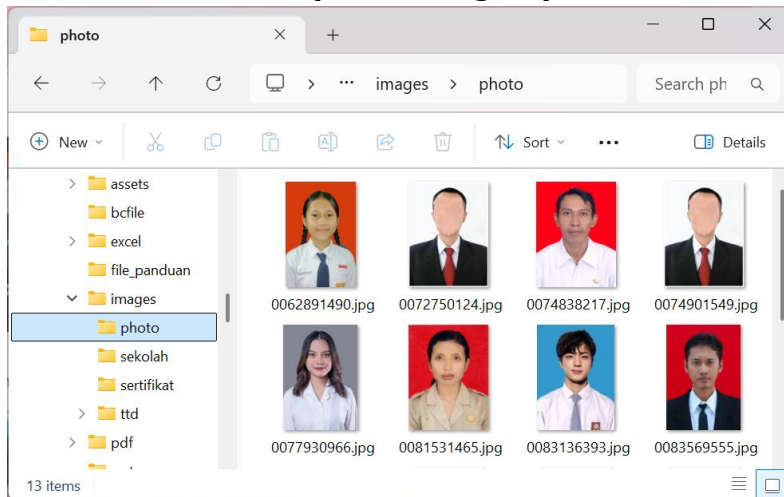 photo
images > photo
Search ph
New
Sort
Details
assets
bcfile
excel
file_panduan
images
photo
sekolah
sertifikat
ttd
pdf
0062891490.jpg 0072750124.jpg 0074838217.jpg 0074901549.jpg
0077930966.jpg 0081531465.jpg 0083136393.jpg 0083569555.jpg
13 items